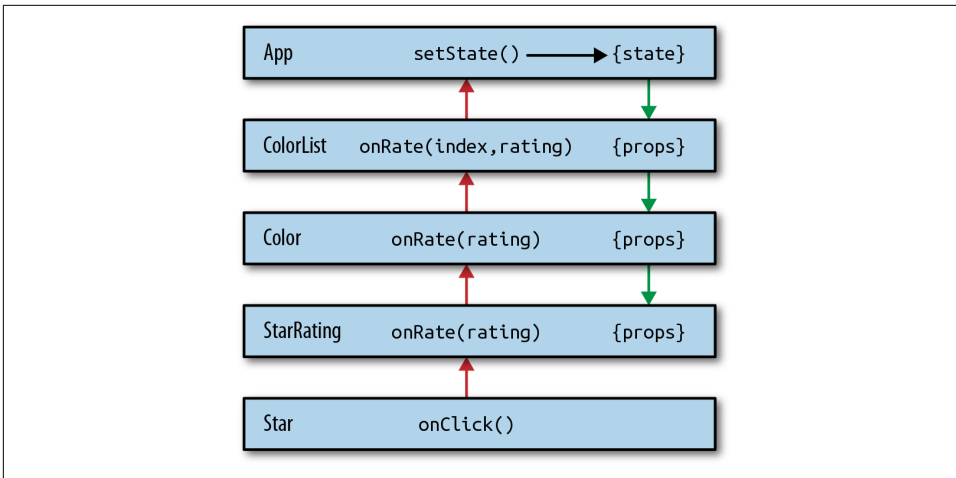 App setState() {state}
ColorList onRate(index,rating) {props}
Color onRate(rating) {props}
StarRating onRate(rating) {props}
Star onClick()